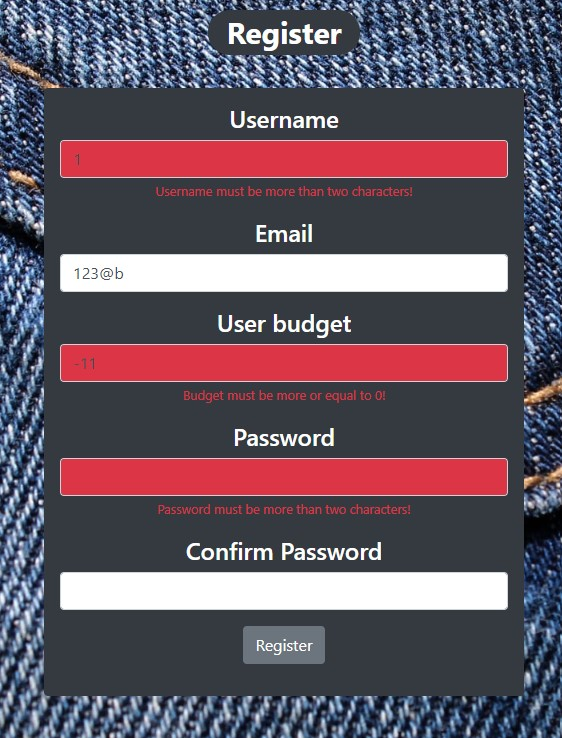 Register
Username
1
Username must be more than two characters!
Email
123@b
User budget
-11
Budget must be more or equal to 0!
Password
Password must be more than two characters!
Confirm Password
Register